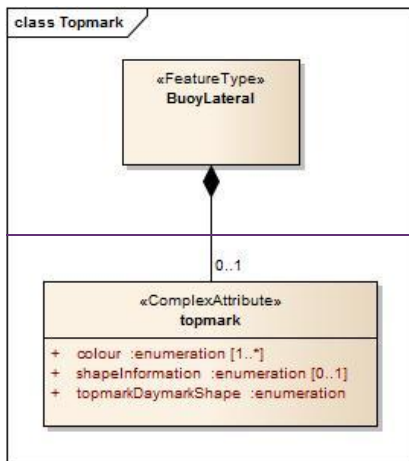 class Topmark
«FeatureType»
BuoyLateral
0..1
«ComplexAttribute»
topmark
+ colour :enumeration [1..*]
+ shapeInformation :enumeration [0..1]
+ topmarkDaymarkShape :enumeration